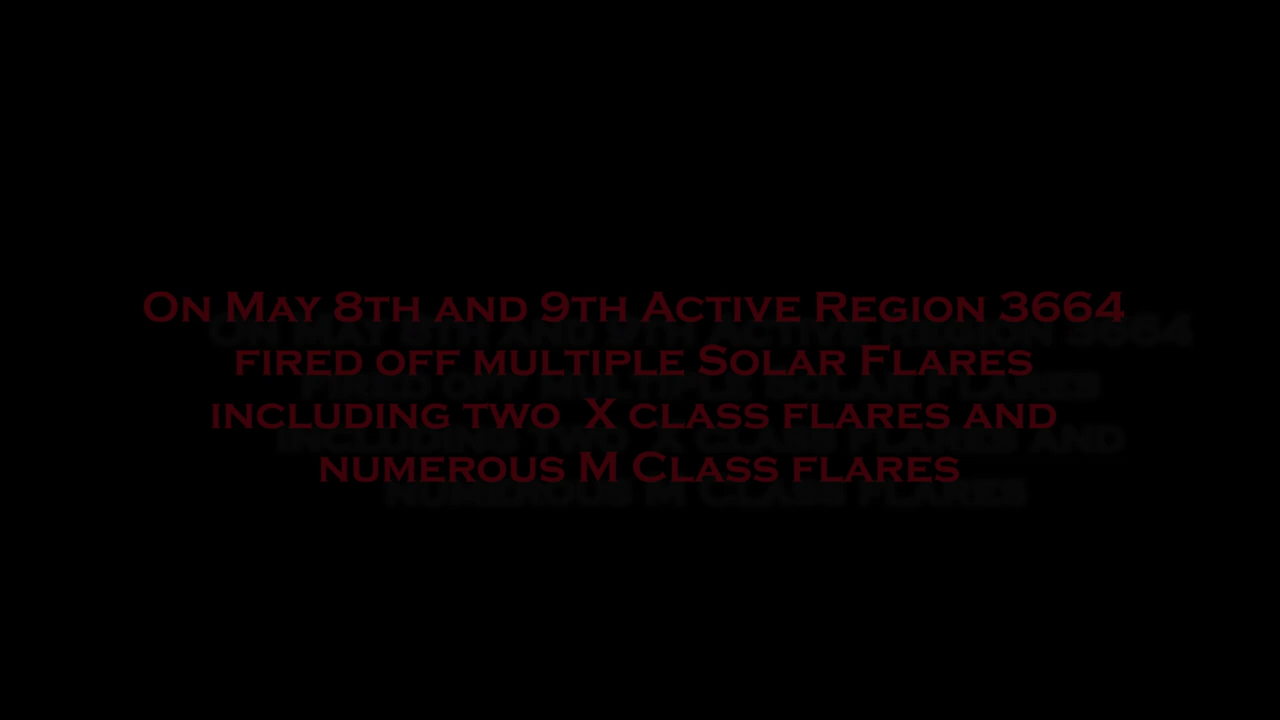 On May 8th and 9th Active Region 3664
fired off multiple Solar Flares
including two  X class flares and
numerous M Class flares